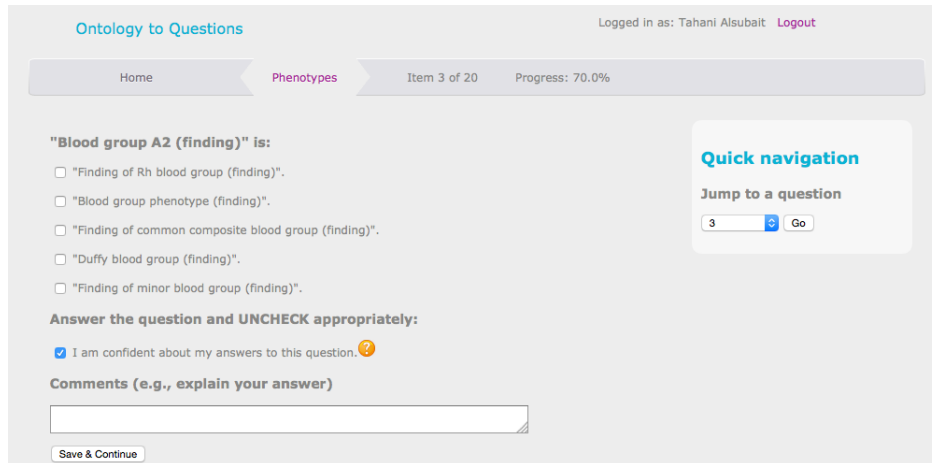 Ontology to Questions
Logged in as: Tahani Alsubait Logout
Home Phenotypes Item 3 of 20 Progress: 70.0%
"Blood group A2 (finding)" is:
"Finding of Rh blood group (finding)".
"Blood group phenotype (finding)".
"Finding of common composite blood group (finding)".
"Duffy blood group (finding)".
"Finding of minor blood group (finding)".
Answer the question and UNCHECK appropriately:
I am confident about my answers to this question. ?
Comments (e.g., explain your answer)
Save & Continue
Quick navigation
Jump to a question
3 Go